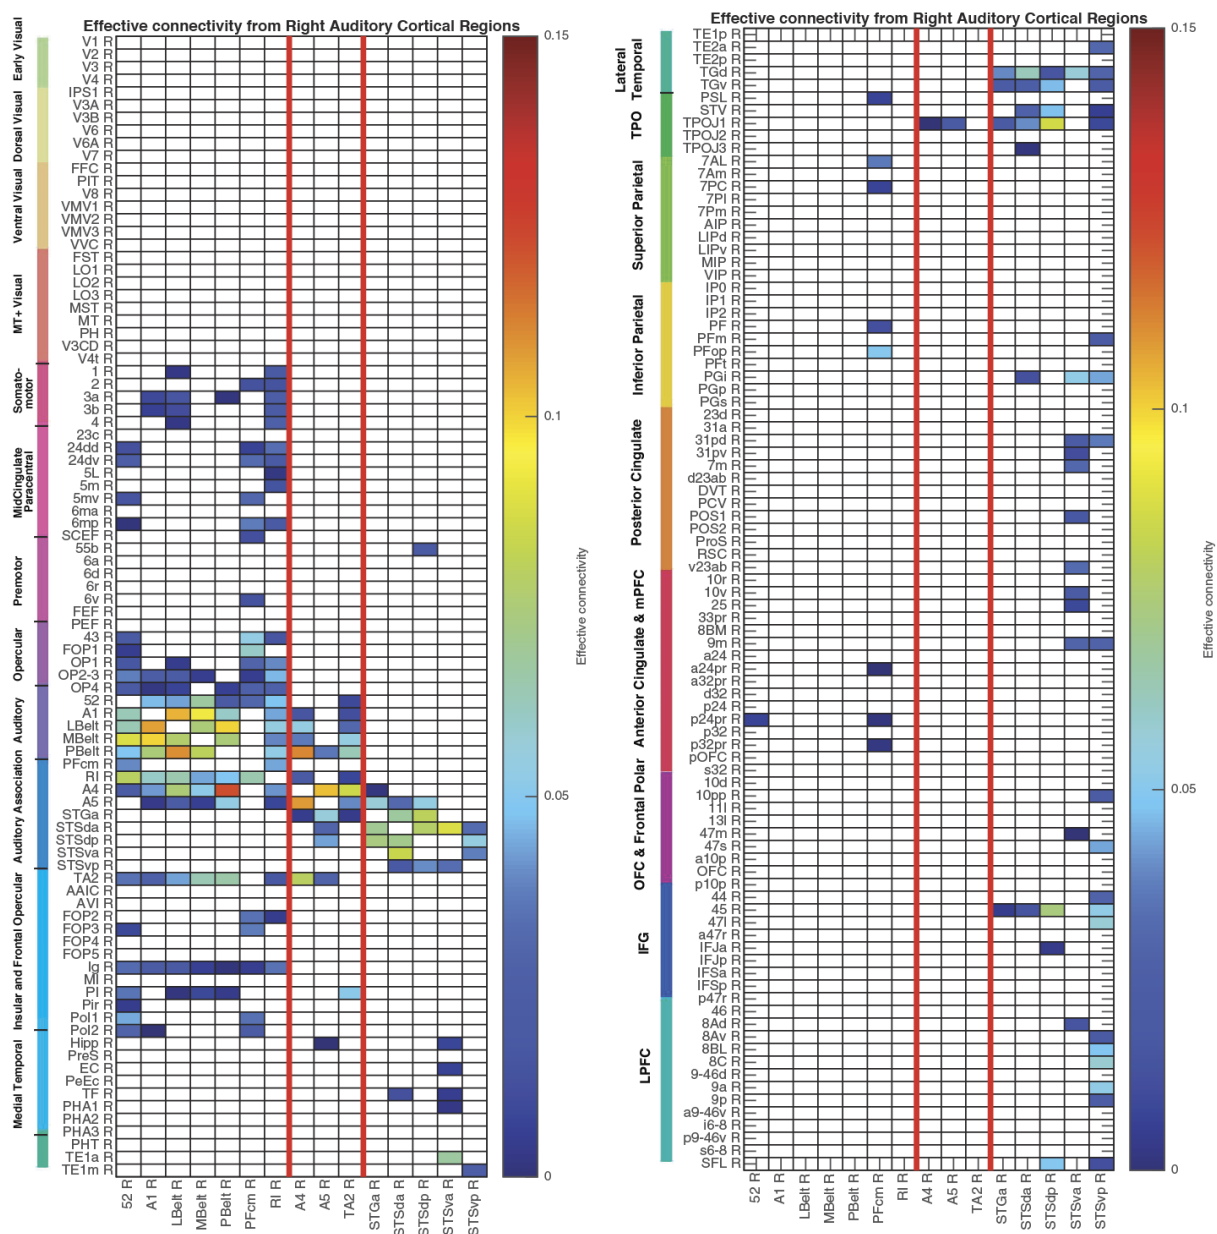 Effective connectivity from Right Auditory Cortical Regions
Early Visual
Dorsal Visual
Ventral Visual
MT+ Visual
Somato-
motor
MidCingulate
Paracentral
Premotor
Opercular
Auditory
Auditory Association
Insular and Frontal Opercular
Medial Temporal
V1 R
V2 R
V3 R
V4 R
IPS1 R
V3A R
V3B R
V6 R
V6A R
V7 R
FFC R
PIT R
V8 R
VMV1 R
VMV2 R
VMV3 R
VVC R
FST R
LO1 R
LO2 R
LO3 R
MST R
MT R
PH R
V3CD R
V4t R
1 R
2 R
3a R
3b R
4 R
23c R
24dd R
24dv R
5L R
5m R
5mv R
6ma R
6mp R
SCEF R
55b R
6a R
6d R
6r R
6v R
FEF R
PEF R
43 R
FOP1 R
OP1 R
OP2-3 R
OP4 R
52 R
A1 R
LBelt R
MBelt R
PBelt R
PFcm R
RI R
A4 R
A5 R
STGa R
STSda R
STSdp R
STSva R
STSvp R
TA2 R
AAIC R
AVI R
FOP2 R
FOP3 R
FOP4 R
FOP5 R
Ig R
MI R
PI R
Pir R
PoI1 R
PoI2 R
Hipp R
PreS R
EC R
PeEc R
TF R
PHA1 R
PHA2 R
PHA3 R
PHT R
TE1a R
TE1m R
52 R
A1 R
LBelt R
MBelt R
PBelt R
PFcm R
RI R
A4 R
A5 R
TA2 R
STGa R
STSda R
STSdp R
STSva R
STSvp R
0.15
0.1
0.05
0
Effective connectivity
Effective connectivity from Right Auditory Cortical Regions
Lateral
Temporal
TPO
Superior Parietal
Inferior Parietal
Posterior Cingulate
Anterior Cingulate & mPFC
OFC & Frontal Polar
IFG
LPFC
TE1p R
TE2a R
TE2p R
TGd R
TGv R
PSL R
STV R
TPOJ1 R
TPOJ2 R
TPOJ3 R
7AL R
7Am R
7PC R
7Pl R
7Pm R
AIP R
LIPd R
LIPv R
MIP R
VIP R
IP0 R
IP1 R
IP2 R
PF R
PFm R
PFop R
PFt R
PGi R
PGp R
PGs R
23d R
31a R
31pd R
31pv R
7m R
d23ab R
DVT R
PCV R
POS1 R
POS2 R
ProS R
RSC R
v23ab R
10r R
10v R
25 R
33pr R
8BM R
9m R
a24 R
a24pr R
a32pr R
d32 R
p24 R
p24pr R
p32 R
p32pr R
pOFC R
s32 R
10d R
10pp R
11l R
13l R
47m R
47s R
a10p R
OFC R
p10p R
44 R
45 R
47l R
a47r R
IFJa R
IFJp R
IFSa R
IFSp R
p47r R
46 R
8Ad R
8Av R
8BL R
8C R
9-46d R
9a R
9p R
a9-46v R
i6-8 R
p9-46v R
s6-8 R
SFL R
52 R
A1 R
LBelt R
MBelt R
PBelt R
PFcm R
RI R
A4 R
A5 R
TA2 R
STGa R
STSda R
STSdp R
STSva R
STSvp R
0.15
0.1
0.05
0
Effective connectivity